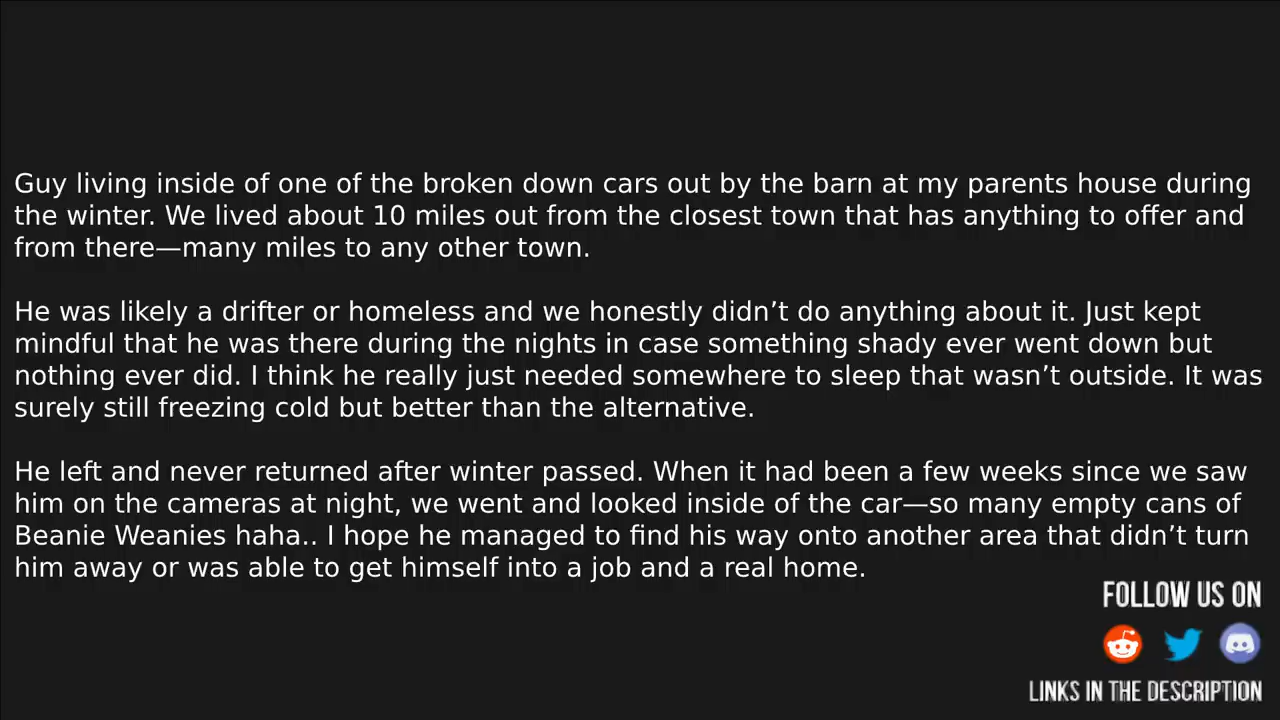 Guy living inside of one of the broken down cars out by the barn at my parents house during
the winter. We lived about 10 miles out from the closest town that has anything to offer and
from there—many miles to any other town.
He was likely a drifter or homeless and we honestly didn’t do anything about it. Just kept
mindful that he was there during the nights in case something shady ever went down but
nothing ever did. I think he really just needed somewhere to sleep that wasn’t outside. It was
surely still freezing cold but better than the alternative.
He left and never returned after winter passed. When it had been a few weeks since we saw
him on the cameras at night, we went and looked inside of the car—so many empty cans of
Beanie Weanies haha.. I hope he managed to find his way onto another area that didn’t turn
him away or was able to get himself into a job and a real home.
FOLLOW US ON
LINKS IN THE DESCRIPTION